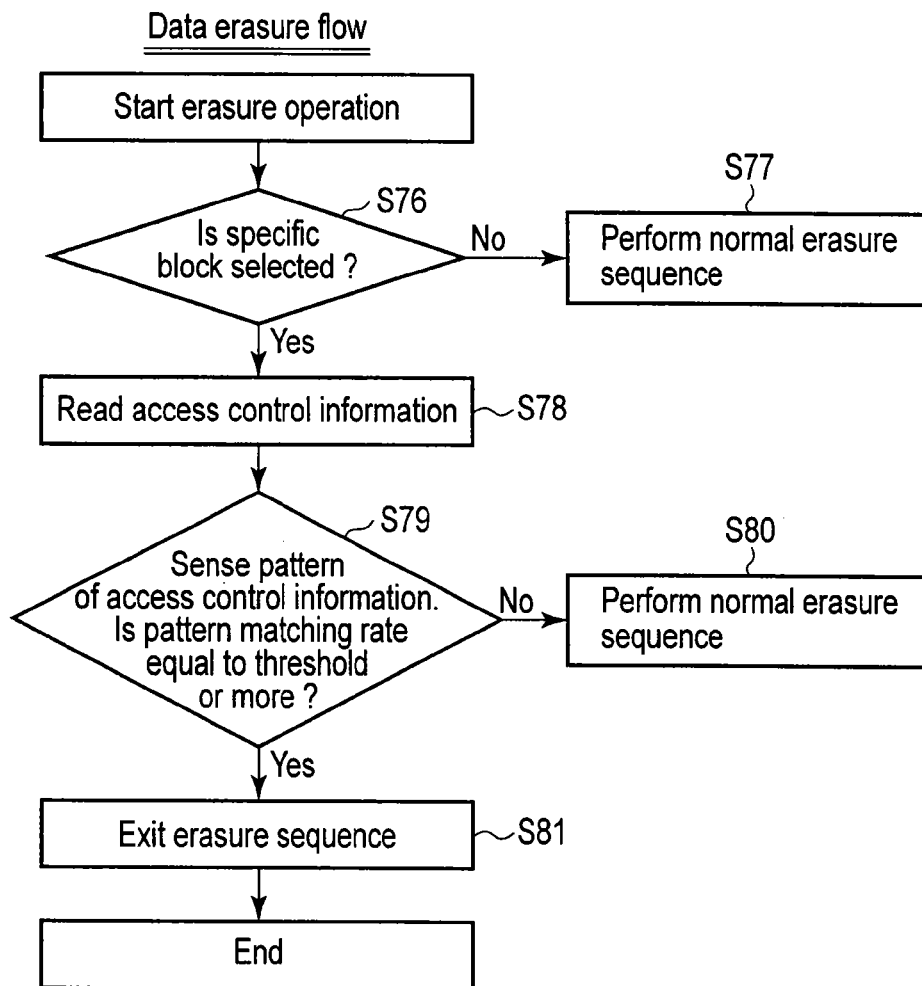 Data erasure flow
Start erasure operation
S76
Is specific
block selected ?
No
S77
Perform normal erasure
sequence
Yes
Read access control information
S78
S79
Sense pattern
of access control information.
Is pattern matching rate
equal to threshold
or more ?
No
S80
Perform normal erasure
sequence
Yes
Exit erasure sequence
S81
End